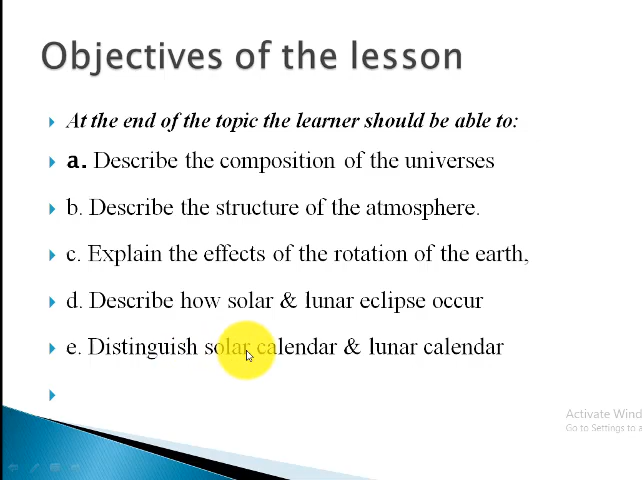 Objectives of the lesson
At the end of the topic the learner should be able to:
a. Describe the composition of the universes
b. Describe the structure of the atmosphere.
c. Explain the effects of the rotation of the earth,
d. Describe how solar & lunar eclipse occur
e. Distinguish solar calendar & lunar calendar
Activate Wind
Go to Settings to a